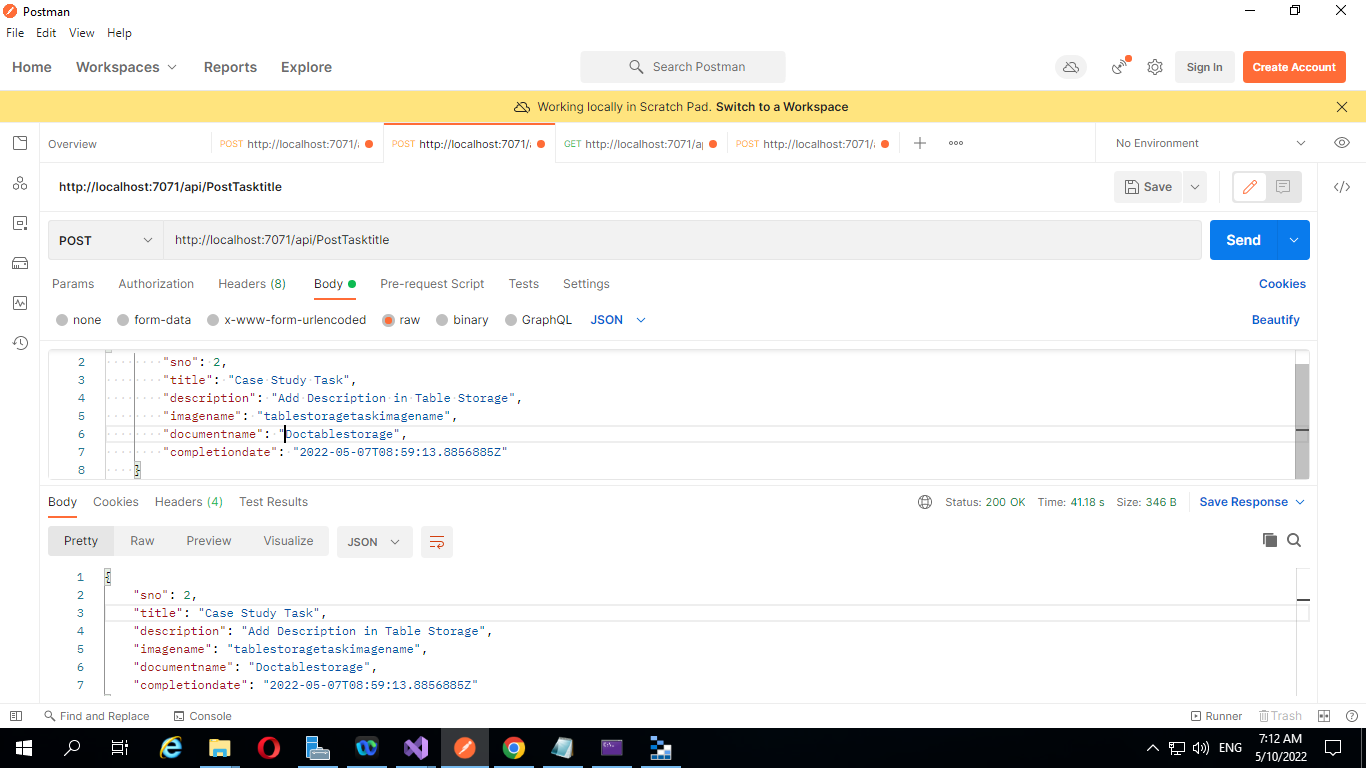 Postman
File Edit View Help
Home Workspaces Reports Explore Search Postman Sign In Create Account
Working locally in Scratch Pad. Switch to a Workspace
Overview POST http://localhost:7071/ POST http://localhost:7071/ GET http://localhost:7071/a POST http://localhost:7071/ No Environment
http://localhost:7071/api/PostTasktitle Save
POST http://localhost:7071/api/PostTasktitle Send
Params Authorization Headers (8) Body Pre-request Script Tests Settings Cookies
none form-data x-www-form-urlencoded raw binary GraphQL JSON Beautify
2 "sno": 2,
3 "title": "Case Study Task",
4 "description": "Add Description in Table Storage",
5 "imagename": "tablestoragetaskimagename",
6 "documentname": "Doctablestorage",
7 "completiondate": "2022-05-07T08:59:13.8856885Z"
8 }
Body Cookies Headers (4) Test Results Status: 200 OK Time: 41.18 s Size: 346 B Save Response
Pretty Raw Preview Visualize JSON
1 {
2 "sno": 2,
3 "title": "Case Study Task",
4 "description": "Add Description in Table Storage",
5 "imagename": "tablestoragetaskimagename",
6 "documentname": "Doctablestorage",
7 "completiondate": "2022-05-07T08:59:13.8856885Z"
Find and Replace Console Runner Trash
ENG 7:12 AM
5/10/2022